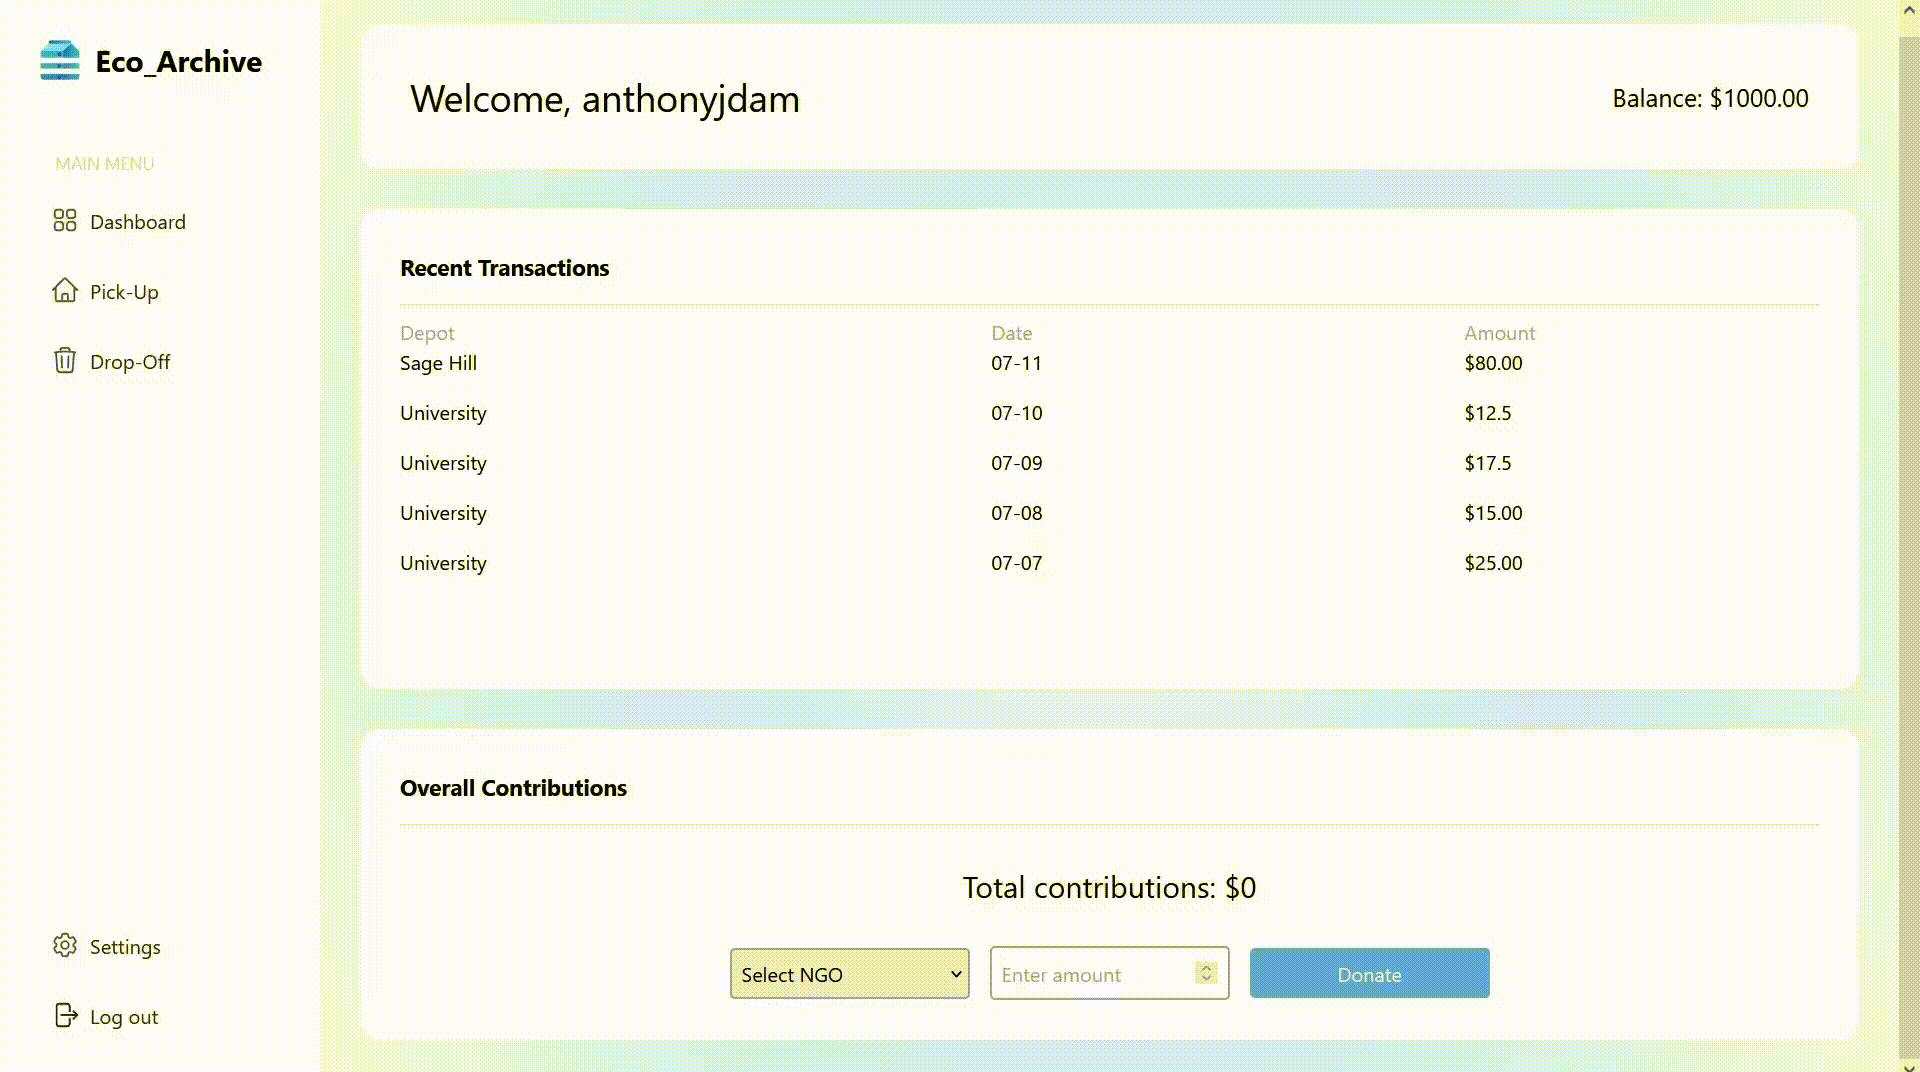 Eco_Archive
MAIN MENU
Dashboard
Pick-Up
Drop-Off
Settings
Log out
Welcome, anthonyjdam
Balance: $1000.00
Recent Transactions
Depot Date Amount
Sage Hill 07-11 $80.00
University 07-10 $12.5
University 07-09 $17.5
University 07-08 $15.00
University 07-07 $25.00
Overall Contributions
Total contributions: $0
Select NGO Enter amount Donate